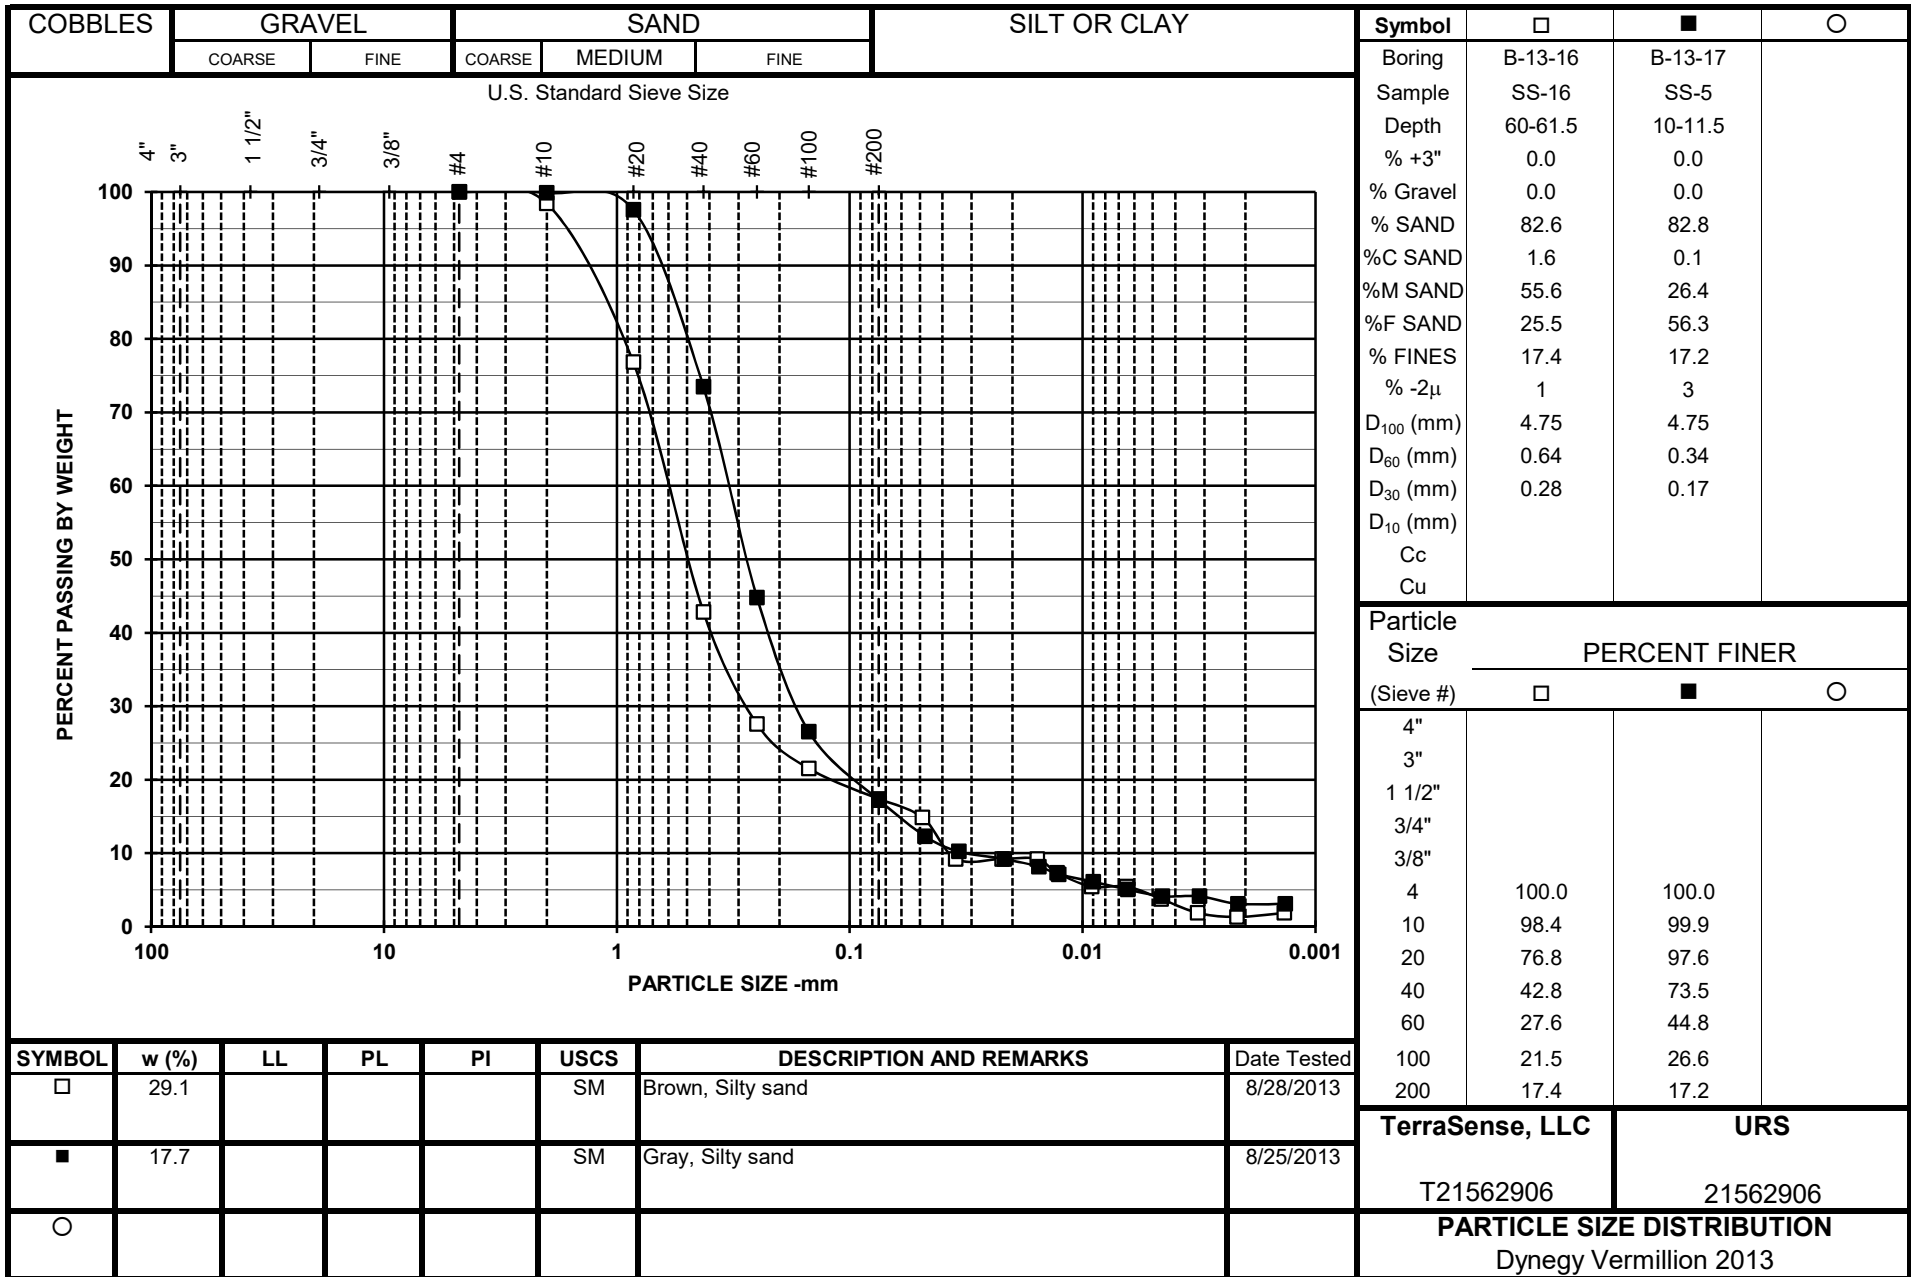 COBBLES GRAVEL SAND SILT OR CLAY
COARSE FINE COARSE MEDIUM FINE
U.S. Standard Sieve Size
4" 3" 1 1/2" 3/4" 3/8" #4 #10 #20 #40 #60 #100 #200
PERCENT PASSING BY WEIGHT
100
90
80
70
60
50
40
30
20
10
0
100 10 1 0.1 0.01 0.001
PARTICLE SIZE -mm
Symbol □ ■ ○
Boring B-13-16 B-13-17
Sample SS-16 SS-5
Depth 60-61.5 10-11.5
% +3" 0.0 0.0
% Gravel 0.0 0.0
% SAND 82.6 82.8
%C SAND 1.6 0.1
%M SAND 55.6 26.4
%F SAND 25.5 56.3
% FINES 17.4 17.2
% -2μ 1 3
D100 (mm) 4.75 4.75
D60 (mm) 0.64 0.34
D30 (mm) 0.28 0.17
D10 (mm)
Cc
Cu
Particle
Size PERCENT FINER
(Sieve #) □ ■ ○
4"
3"
1 1/2"
3/4"
3/8"
4 100.0 100.0
10 98.4 99.9
20 76.8 97.6
40 42.8 73.5
60 27.6 44.8
100 21.5 26.6
200 17.4 17.2
SYMBOL w (%) LL PL PI USCS DESCRIPTION AND REMARKS Date Tested
□ 29.1 SM Brown, Silty sand 8/28/2013
■ 17.7 SM Gray, Silty sand 8/25/2013
○
TerraSense, LLC URS
T21562906 21562906
PARTICLE SIZE DISTRIBUTION
Dynegy Vermillion 2013